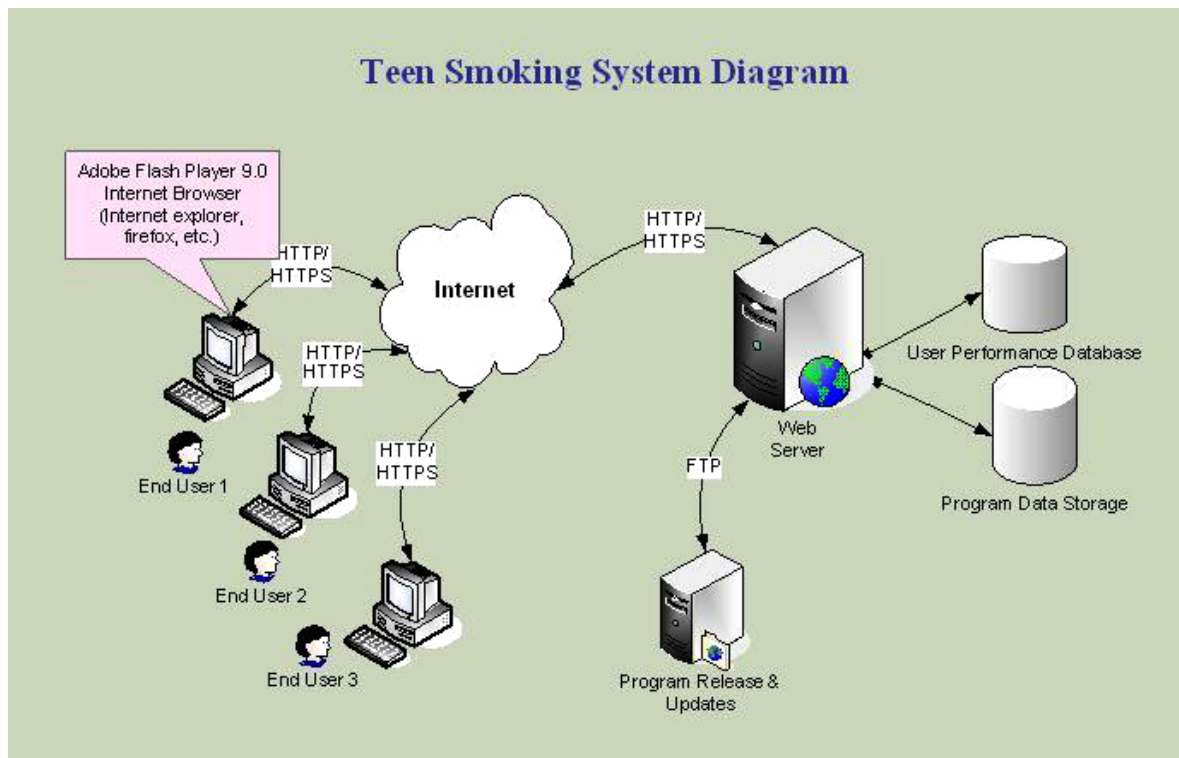 Teen Smoking System Diagram
Adobe Flash Player 9.0
Internet Browser
(Internet explorer,
firefox, etc.)
HTTP/
HTTPS
Internet
HTTP/
HTTPS
HTTP/
HTTPS
HTTP/
HTTPS
End User 1
End User 2
End User 3
Web
Server
User Performance Database
Program Data Storage
FTP
Program Release &
Updates